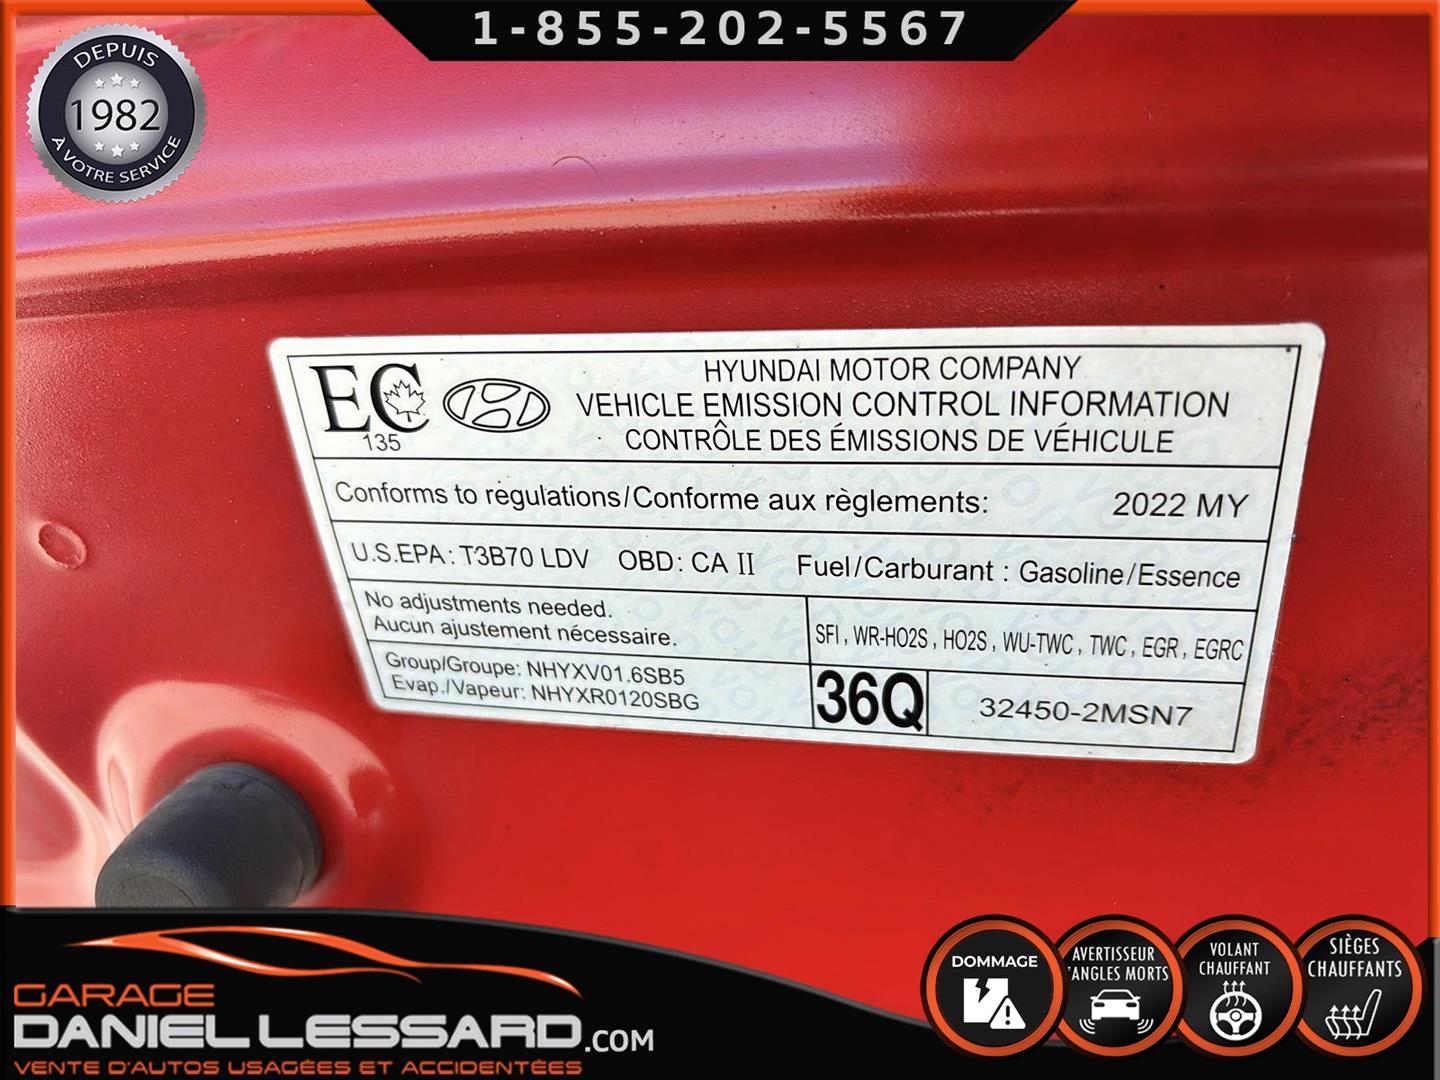 1-855-202-5567
DEPUIS
1982
À VOTRE SERVICE
EC
135
HYUNDAI MOTOR COMPANY
VEHICLE EMISSION CONTROL INFORMATION
CONTRÔLE DES ÉMISSIONS DE VÉHICULE
Conforms to regulations/Conforme aux règlements: 2022 MY
U.S.EPA: T3B70 LDV OBD: CA II Fuel/Carburant : Gasoline/Essence
No adjustments needed.
Aucun ajustement nécessaire.
SFI, WR-HO2S, HO2S, WU-TWC, TWC, EGR, EGRC
Group/Groupe: NHYXV01.6SB5
Evap./Vapeur: NHYXR0120SBG
36Q
32450-2MSN7
GARAGE
DANIEL LESSARD.COM
VENTE D'AUTOS USAGÉES ET ACCIDENTÉES
DOMMAGE
AVERTISSEUR
D'ANGLES MORTS
VOLANT
CHAUFFANT
SIÈGES
CHAUFFANTS